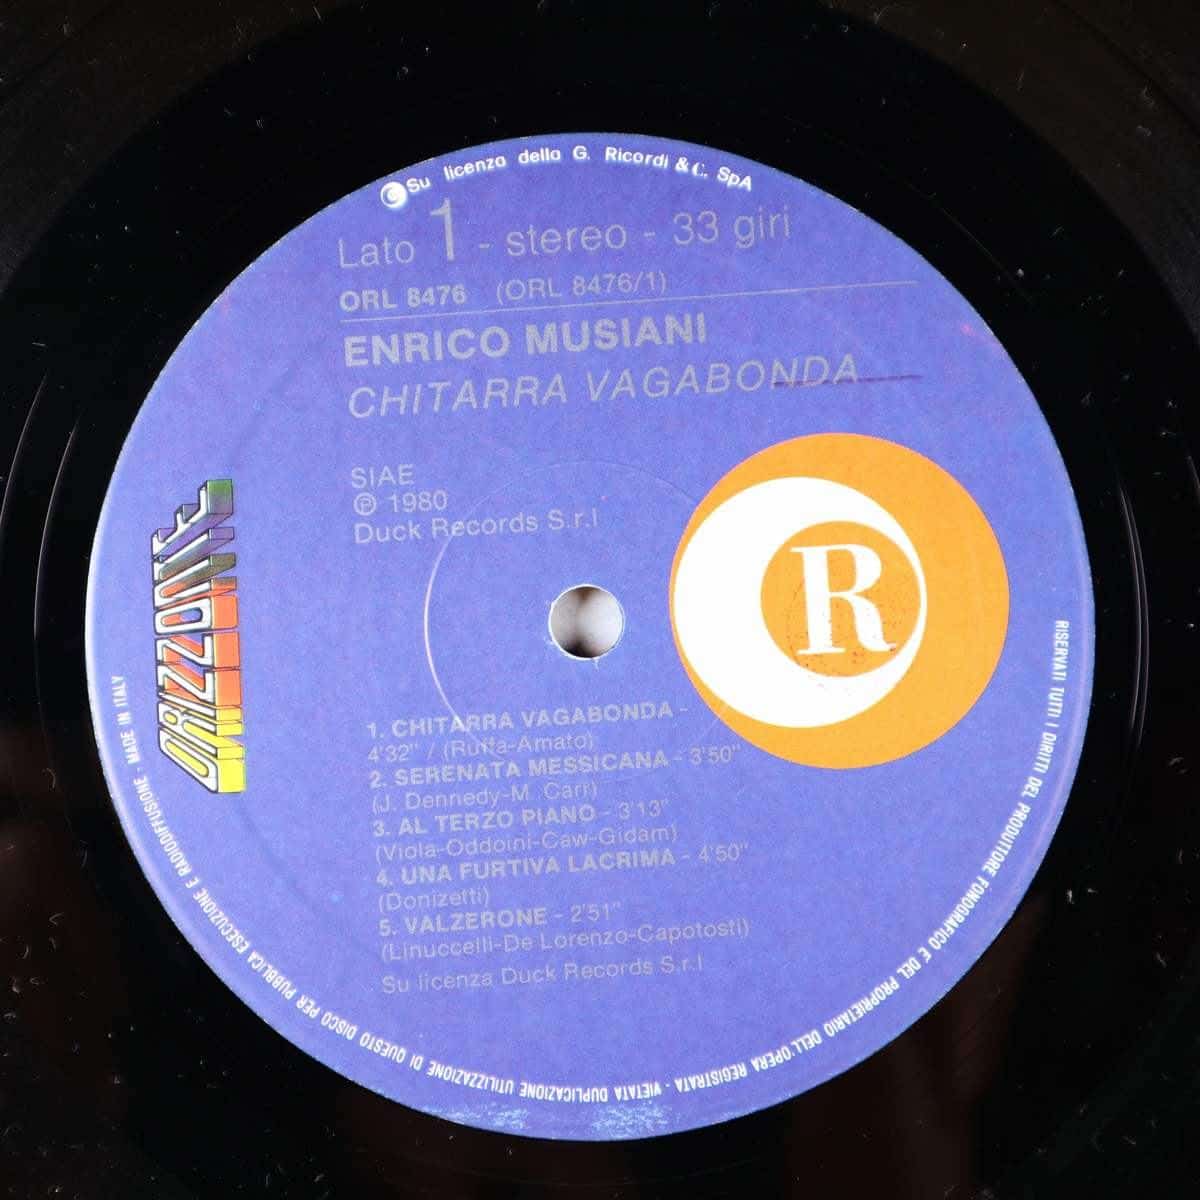 © Su licenza della G. Ricordi & C. SpA
Lato 1 - stereo - 33 giri
ORL 8476 (ORL 8476/1)
ENRICO MUSIANI
CHITARRA VAGABONDA
SIAE
℗ 1980
Duck Records S.r.l
ORIZZONTE
R
1. CHITARRA VAGABONDA -
4'32" / (Ruffa-Amato)
2. SERENATA MESSICANA - 3'50"
(J. Dennedy-M. Carr)
3. AL TERZO PIANO - 3'13"
(Viola-Oddoini-Caw-Gidam)
4. UNA FURTIVA LACRIMA - 4'50"
(Donizetti)
5. VALZERONE - 2'51"
(Linuccelli-De Lorenzo-Capotosti)
Su licenza Duck Records S.r.l
RISERVATI TUTTI I DIRITTI DEL PRODUTTORE FONOGRAFICO E DEL PROPRIETARIO DELL'OPERA REGISTRATA - VIETATA DUPLICAZIONE UTILIZZAZIONE DI QUESTO DISCO PER PUBBLICA ESECUZIONE E RADIODIFFUSIONE - MADE IN ITALY